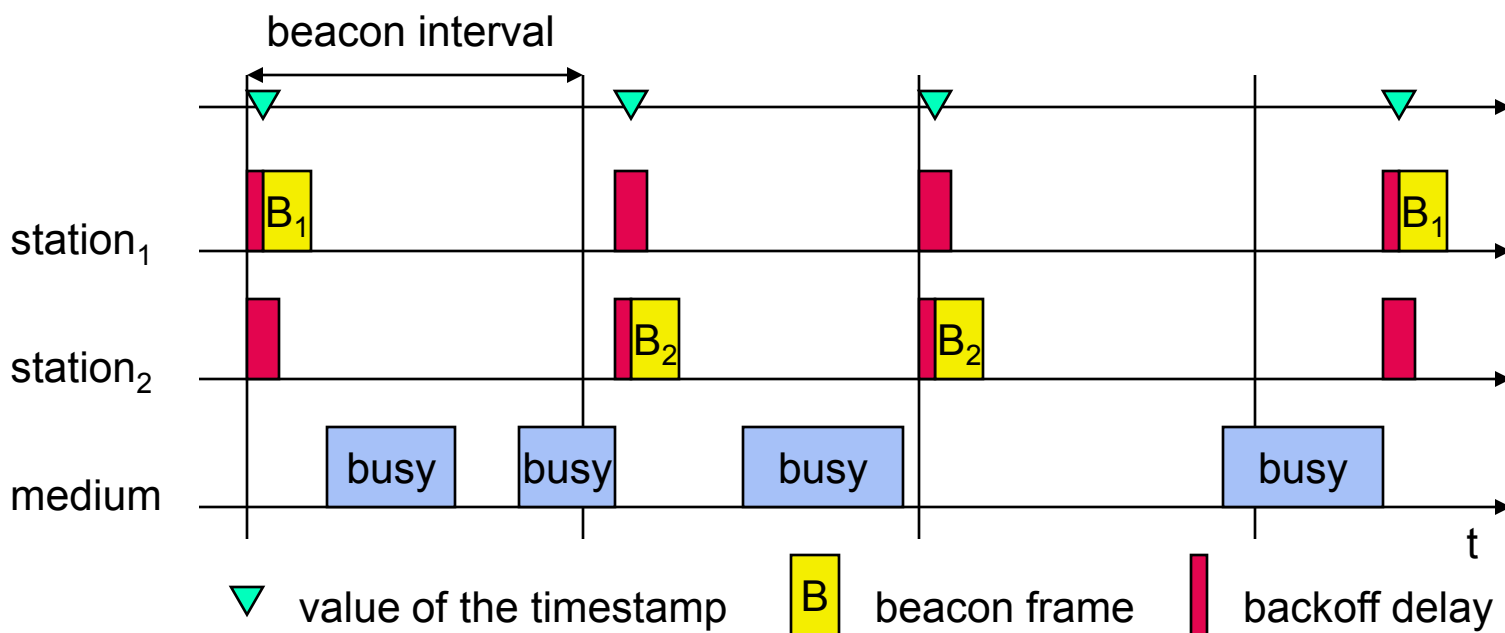 beacon interval
station₁ B₁ B₁
station₂ B₂ B₂
medium busy busy busy busy
t
value of the timestamp B beacon frame backoff delay